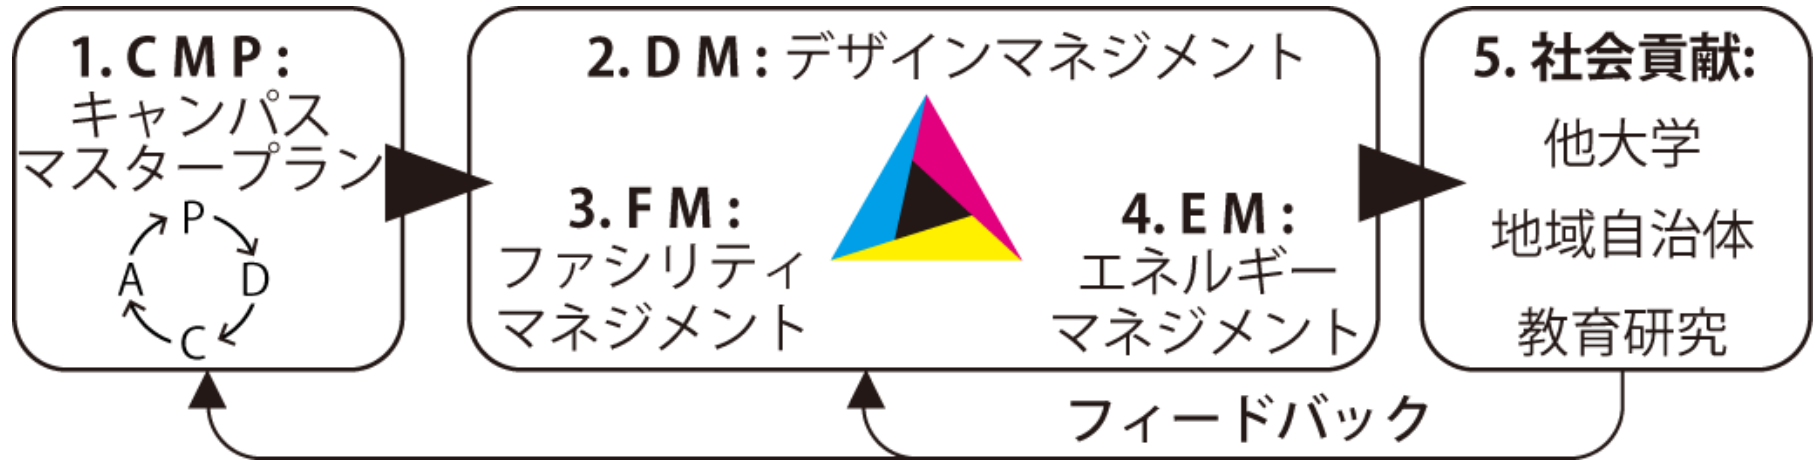 1. C M P :
キャンパス
マスタープラン
P
D
C
A
2. D M : デザインマネジメント
3. F M :
ファシリティ
マネジメント
4. E M :
エネルギー
マネジメント
5. 社会貢献:
他大学
地域自治体
教育研究
フィードバック